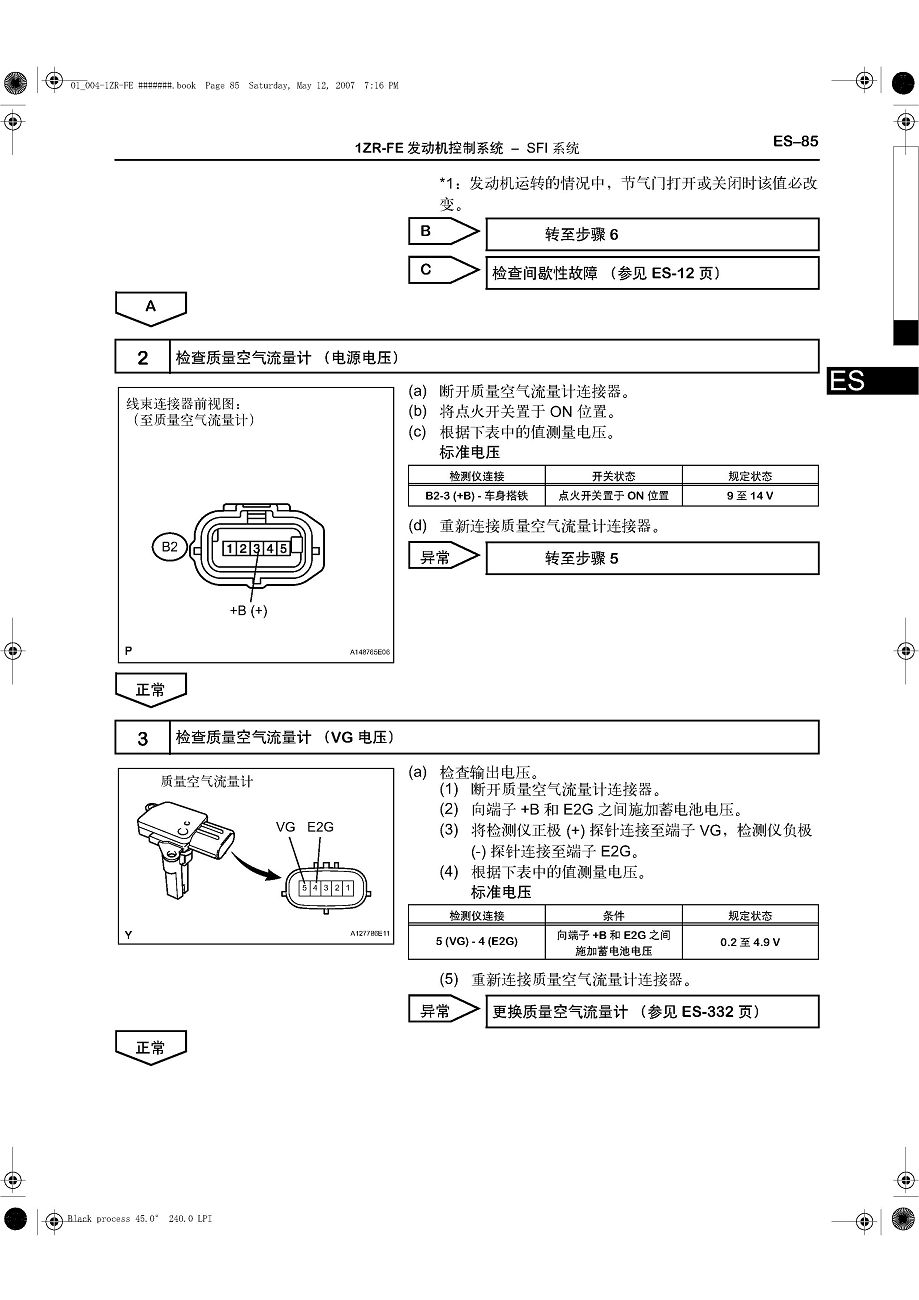 01_004-1ZR-FE #######.book Page 85 Saturday, May 12, 2007 7:16 PM
1ZR-FE 发动机控制系统 – SFI 系统
ES–85
*1：发动机运转的情况中，节气门打开或关闭时该值必改
变。
B
转至步骤 6
C
检查间歇性故障 （参见 ES-12 页）
A
ES
2
检查质量空气流量计 （电源电压）
线束连接器前视图：
（至质量空气流量计）
B2
1 2 3 4 5
+B (+)
P
A148765E06
(a) 断开质量空气流量计连接器。
(b) 将点火开关置于 ON 位置。
(c) 根据下表中的值测量电压。
标准电压
检测仪连接 开关状态 规定状态
B2-3 (+B) - 车身搭铁 点火开关置于 ON 位置 9 至 14 V
(d) 重新连接质量空气流量计连接器。
异常
转至步骤 5
正常
3
检查质量空气流量计 （VG 电压）
质量空气流量计
VG E2G
5 4 3 2 1
Y
A127786E11
(a) 检查输出电压。
(1) 断开质量空气流量计连接器。
(2) 向端子 +B 和 E2G 之间施加蓄电池电压。
(3) 将检测仪正极 (+) 探针连接至端子 VG，检测仪负极
(-) 探针连接至端子 E2G。
(4) 根据下表中的值测量电压。
标准电压
检测仪连接 条件 规定状态
5 (VG) - 4 (E2G) 向端子 +B 和 E2G 之间
施加蓄电池电压 0.2 至 4.9 V
(5) 重新连接质量空气流量计连接器。
异常
更换质量空气流量计 （参见 ES-332 页）
正常
Black process 45.0° 240.0 LPI